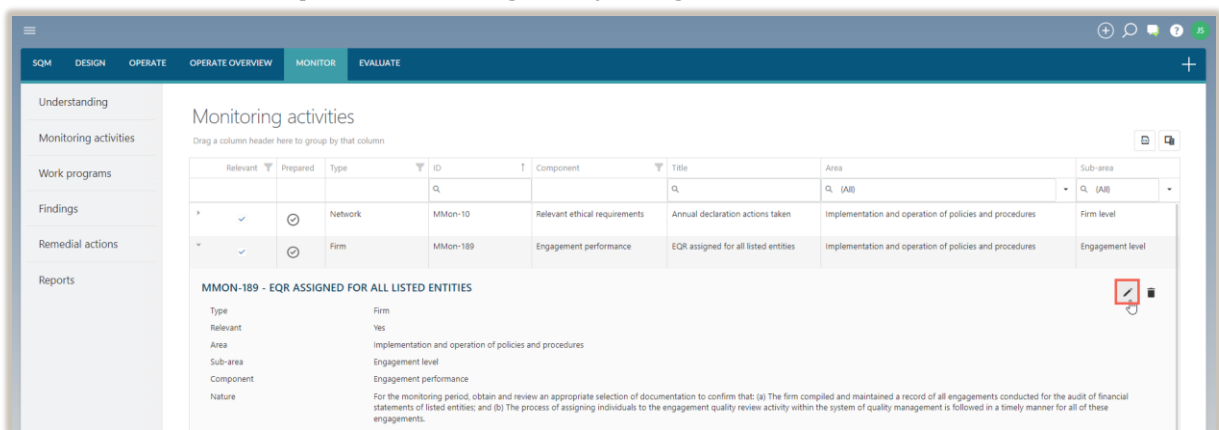 JS
SQM DESIGN OPERATE OPERATE OVERVIEW MONITOR EVALUATE
Understanding
Monitoring activities
Work programs
Findings
Remedial actions
Reports
Monitoring activities
Drag a column header here to group by that column
Relevant Prepared Type ID Component Title Area Sub-area
(All) (All)
Network MMon-10 Relevant ethical requirements Annual declaration actions taken Implementation and operation of policies and procedures Firm level
Firm MMon-189 Engagement performance EQR assigned for all listed entities Implementation and operation of policies and procedures Engagement level
MMON-189 - EQR ASSIGNED FOR ALL LISTED ENTITIES
Type Firm
Relevant Yes
Area Implementation and operation of policies and procedures
Sub-area Engagement level
Component Engagement performance
Nature For the monitoring period, obtain and review an appropriate selection of documentation to confirm that: (a) The firm compiled and maintained a record of all engagements conducted for the audit of financial
statements of listed entities; and (b) The process of assigning individuals to the engagement quality review activity within the system of quality management is followed in a timely manner for all of these
engagements.